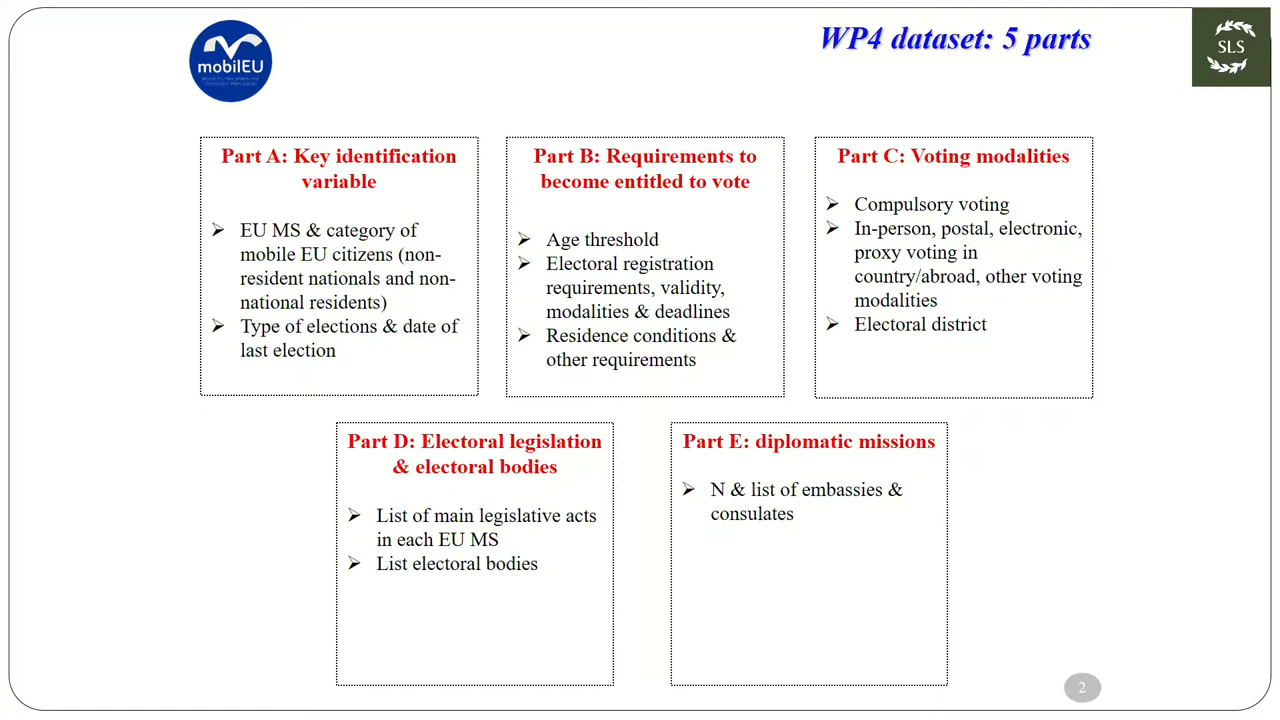 mobilEU
WP4 dataset: 5 parts
SLS
Part A: Key identification
variable
➢ EU MS & category of
mobile EU citizens (non-
resident nationals and non-
national residents)
➢ Type of elections & date of
last election
Part B: Requirements to
become entitled to vote
➢ Age threshold
➢ Electoral registration
requirements, validity,
modalities & deadlines
➢ Residence conditions &
other requirements
Part C: Voting modalities
➢ Compulsory voting
➢ In-person, postal, electronic,
proxy voting in
country/abroad, other voting
modalities
➢ Electoral district
Part D: Electoral legislation
& electoral bodies
➢ List of main legislative acts
in each EU MS
➢ List electoral bodies
Part E: diplomatic missions
➢ N & list of embassies &
consulates
2